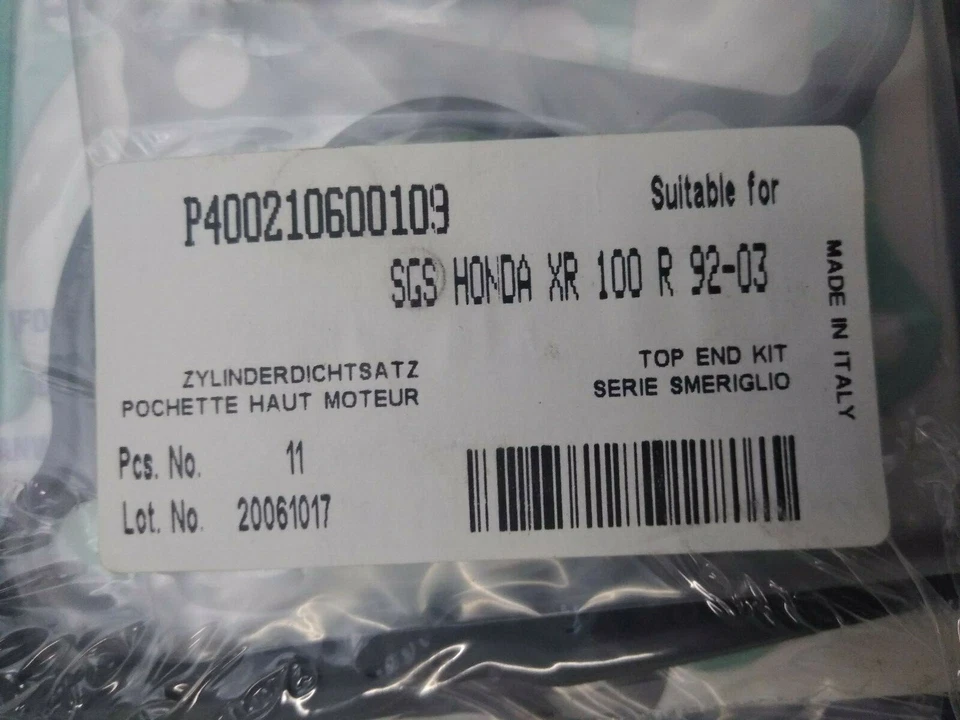 P400210600109
Suitable for
SGS HONDA XR 100 R 92-03
MADE IN ITALY
ZYLINDERDICHTSATZ
POCHETTE HAUT MOTEUR
TOP END KIT
SERIE SMERIGLIO
Pcs. No. 11
Lot. No. 20061017